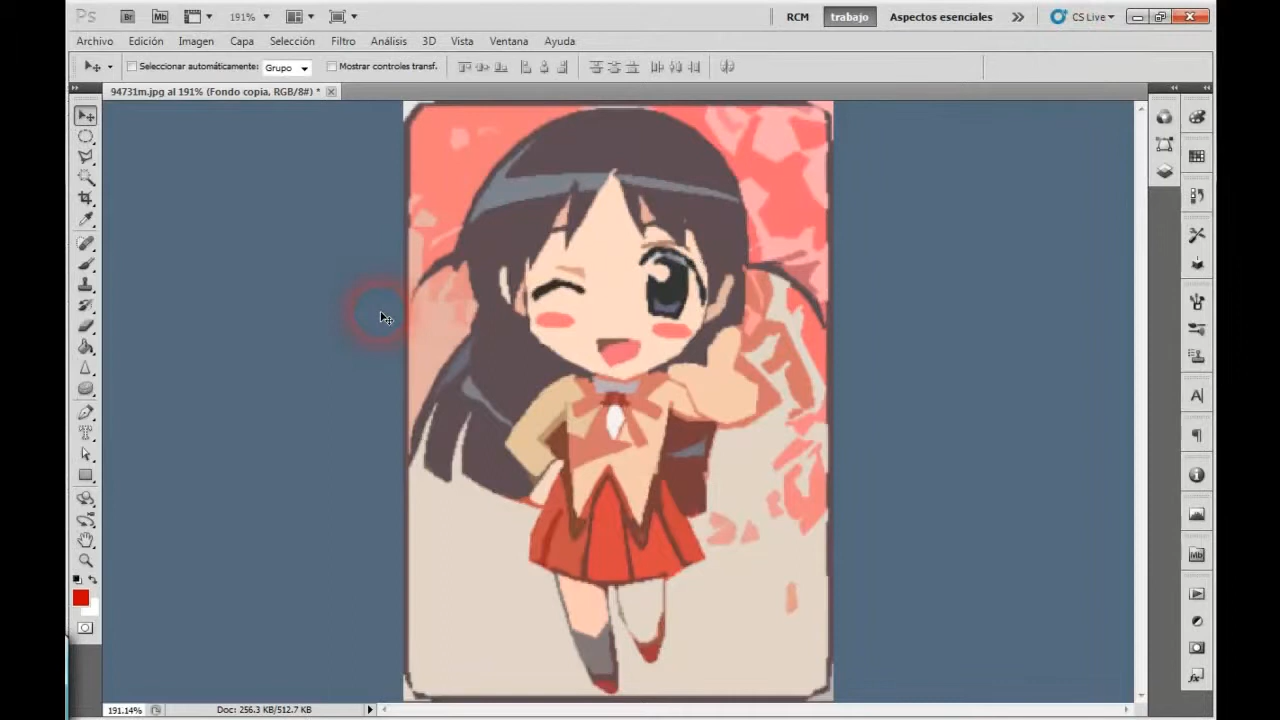 Ps Br Mb 191% RCM trabajo Aspectos esenciales CS Live
Archivo Edición Imagen Capa Selección Filtro Análisis 3D Vista Ventana Ayuda
Seleccionar automáticamente: Grupo Mostrar controles transf.
94731m.jpg al 191% (Fondo copia, RGB/8#) *
191.14% Doc: 256.3 KB/512.7 KB